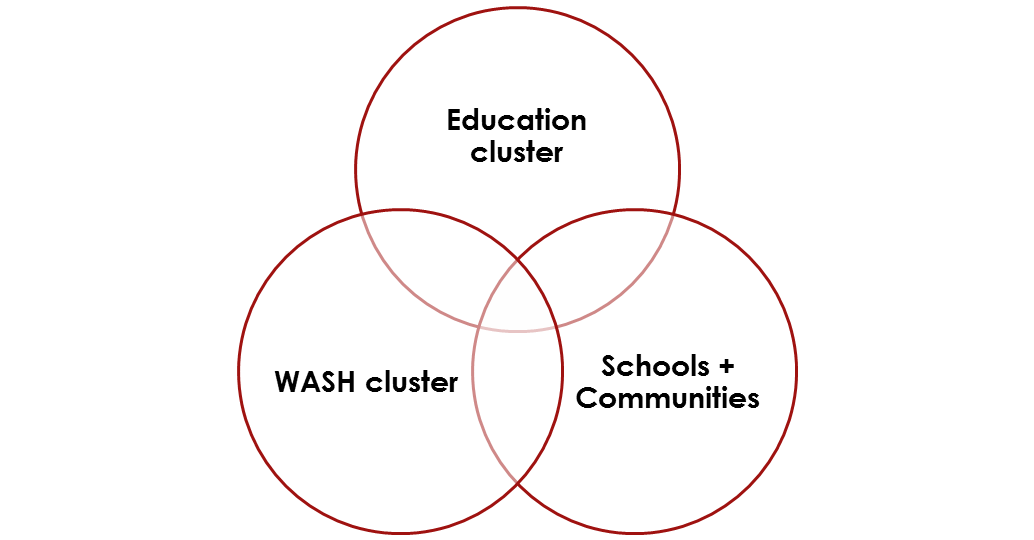 Education
cluster
WASH cluster
Schools +
Communities